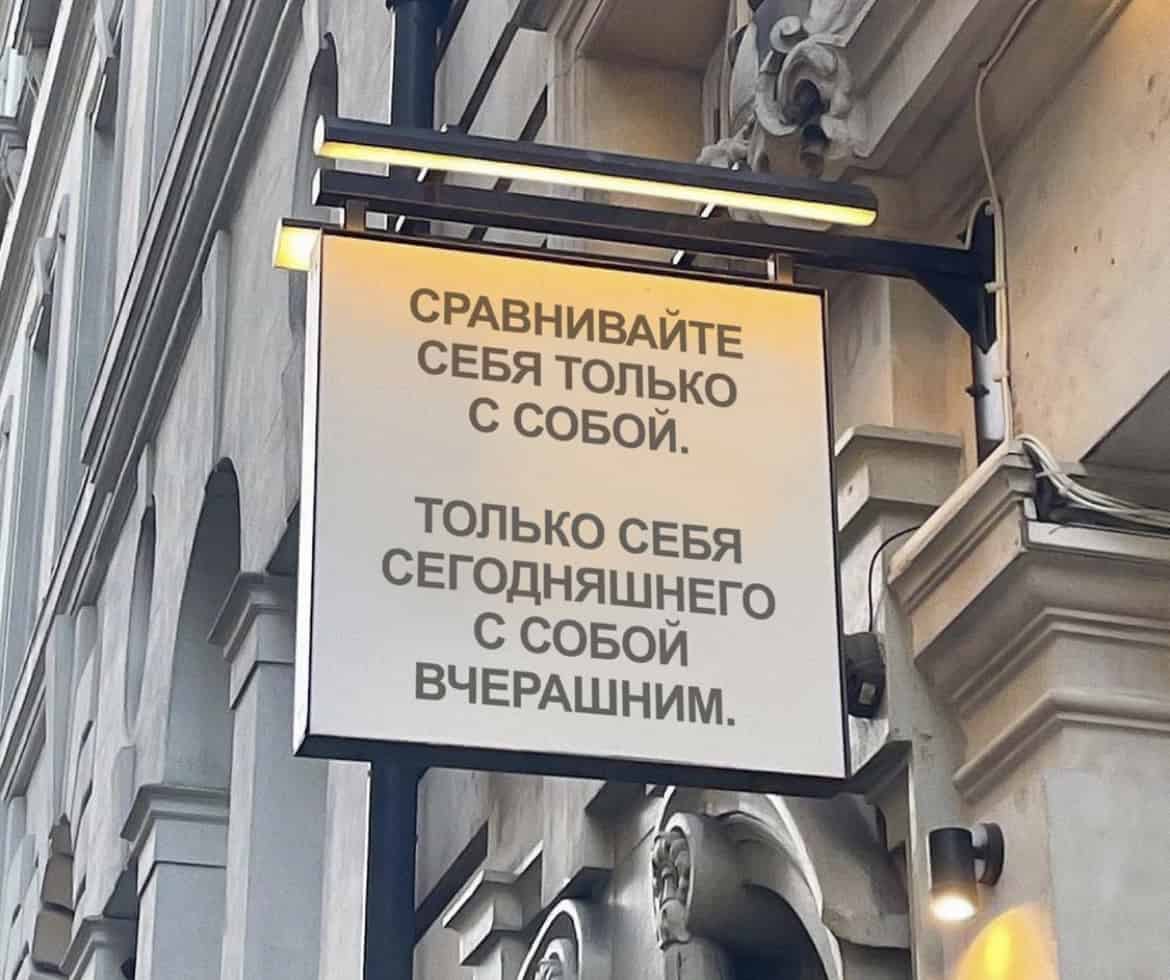 СРАВНИВАЙТЕ
СЕБЯ ТОЛЬКО
С СОБОЙ.
ТОЛЬКО СЕБЯ
СЕГОДНЯШНЕГО
С СОБОЙ
ВЧЕРАШНИМ.